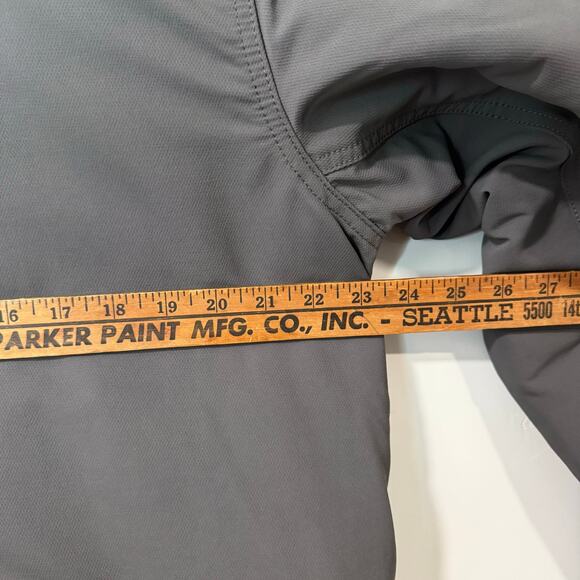 16 17 18 19 20 21 22 23 24 25 26 27
PARKER PAINT MFG. CO., INC. - SEATTLE 5500 14